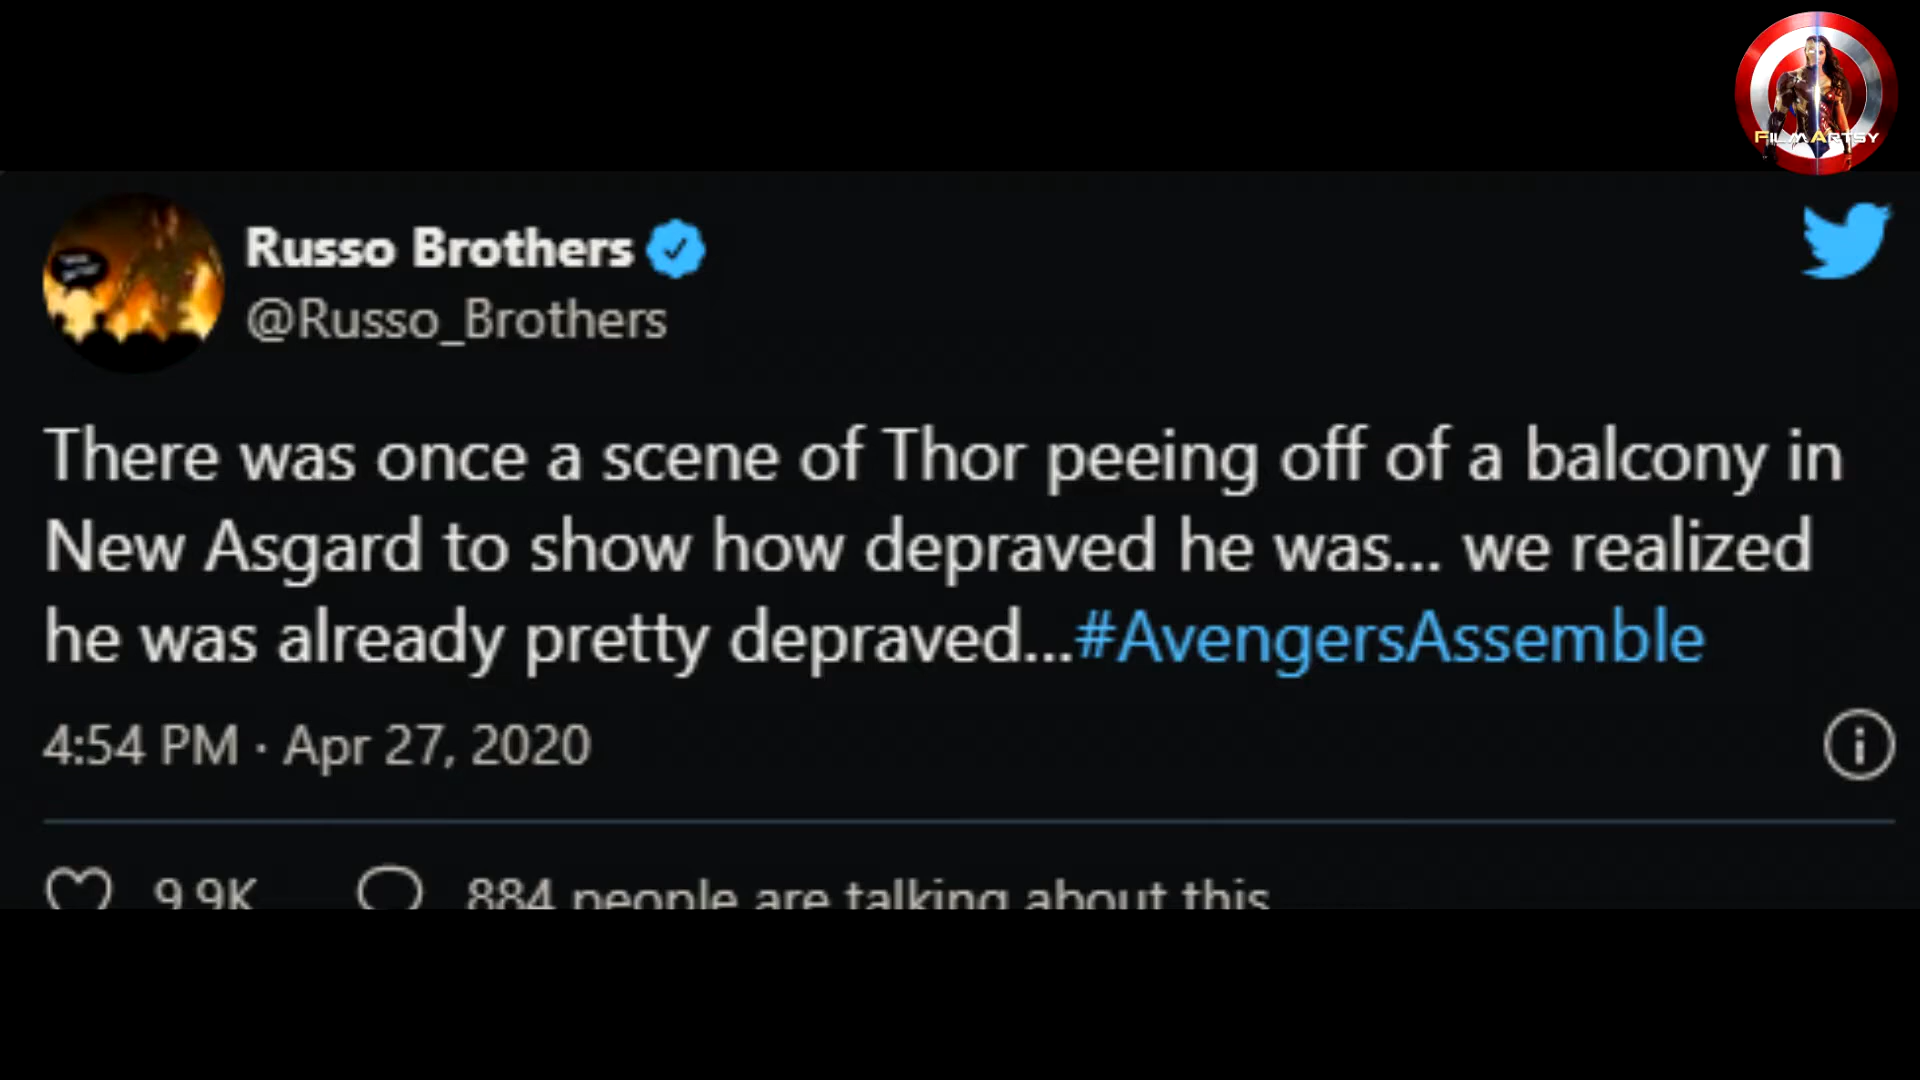 FILMARTSY
Russo Brothers
@Russo_Brothers
There was once a scene of Thor peeing off of a balcony in
New Asgard to show how depraved he was... we realized
he was already pretty depraved...#AvengersAssemble
4:54 PM · Apr 27, 2020
9.9K 884 people are talking about this